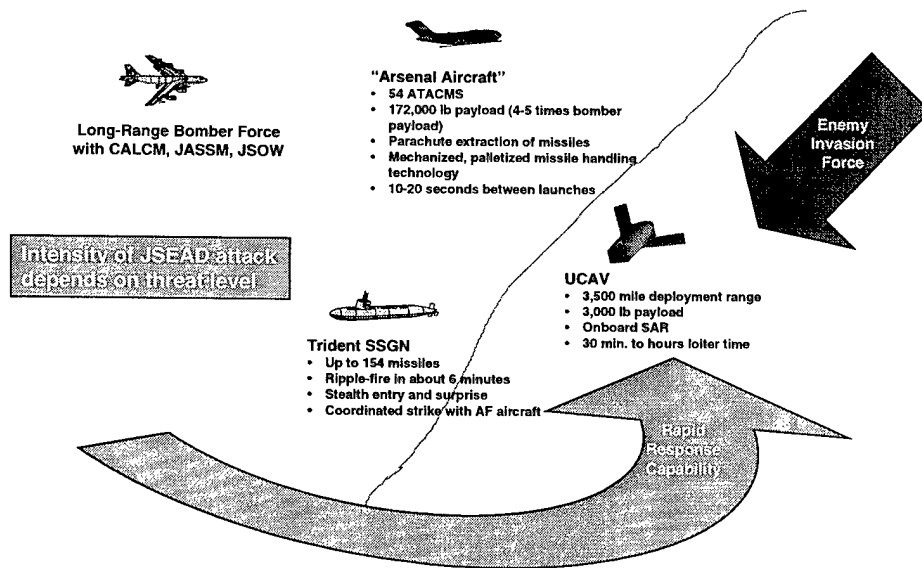 "Arsenal Aircraft"
• 54 ATACMS
• 172,000 lb payload (4-5 times bomber
payload)
• Parachute extraction of missiles
• Mechanized, palletized missile handling
technology
• 10-20 seconds between launches
Long-Range Bomber Force
with CALCM, JASSM, JSOW
Enemy
Invasion
Force
Intensity of JSEAD attack
depends on threat level
UCAV
• 3,500 mile deployment range
• 3,000 lb payload
• Onboard SAR
• 30 min. to hours loiter time
Trident SSGN
• Up to 154 missiles
• Ripple-fire in about 6 minutes
• Stealth entry and surprise
• Coordinated strike with AF aircraft
Rapid
Response
Capability